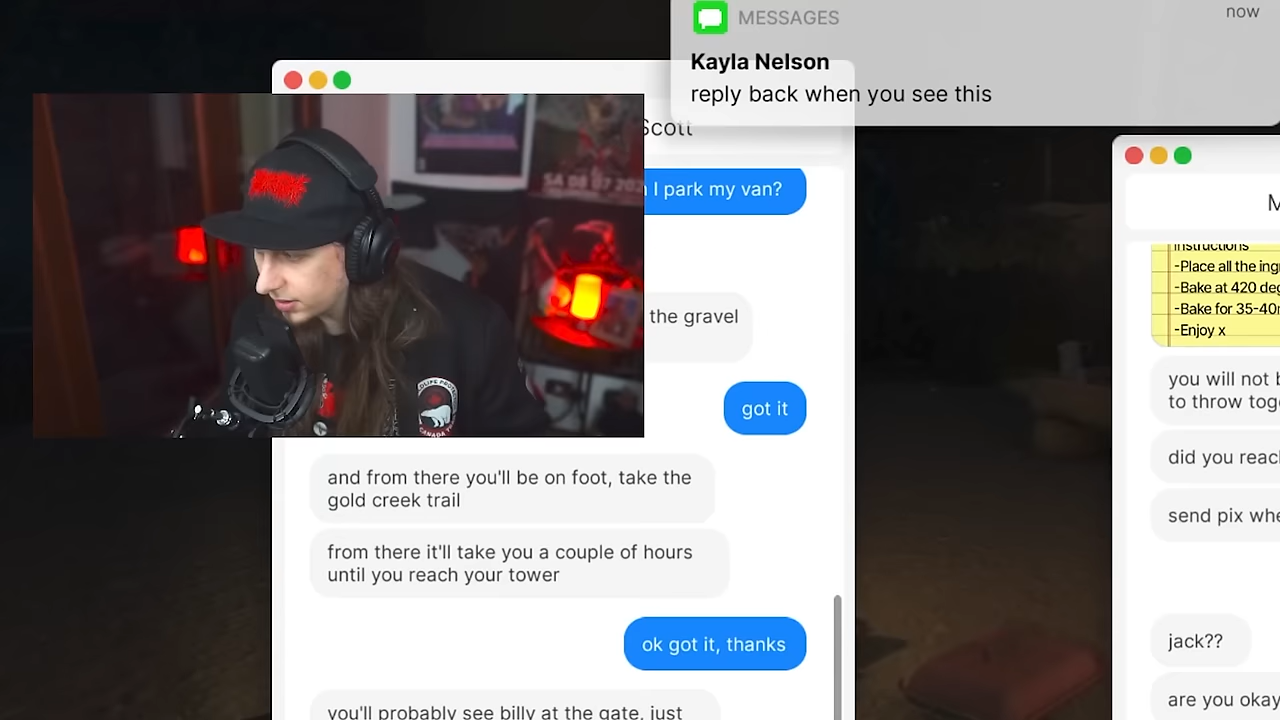 MESSAGES
now
Kayla Nelson
reply back when you see this
Scott
I park my van?
the gravel
got it
and from there you'll be on foot, take the
gold creek trail
from there it'll take you a couple of hours
until you reach your tower
ok got it, thanks
you'll probably see billy at the gate, just
M
Instructions
-Place all the ing
-Bake at 420 deg
-Bake for 35-40
-Enjoy x
you will not b
to throw tog
did you reac
send pix whe
jack??
are you okay